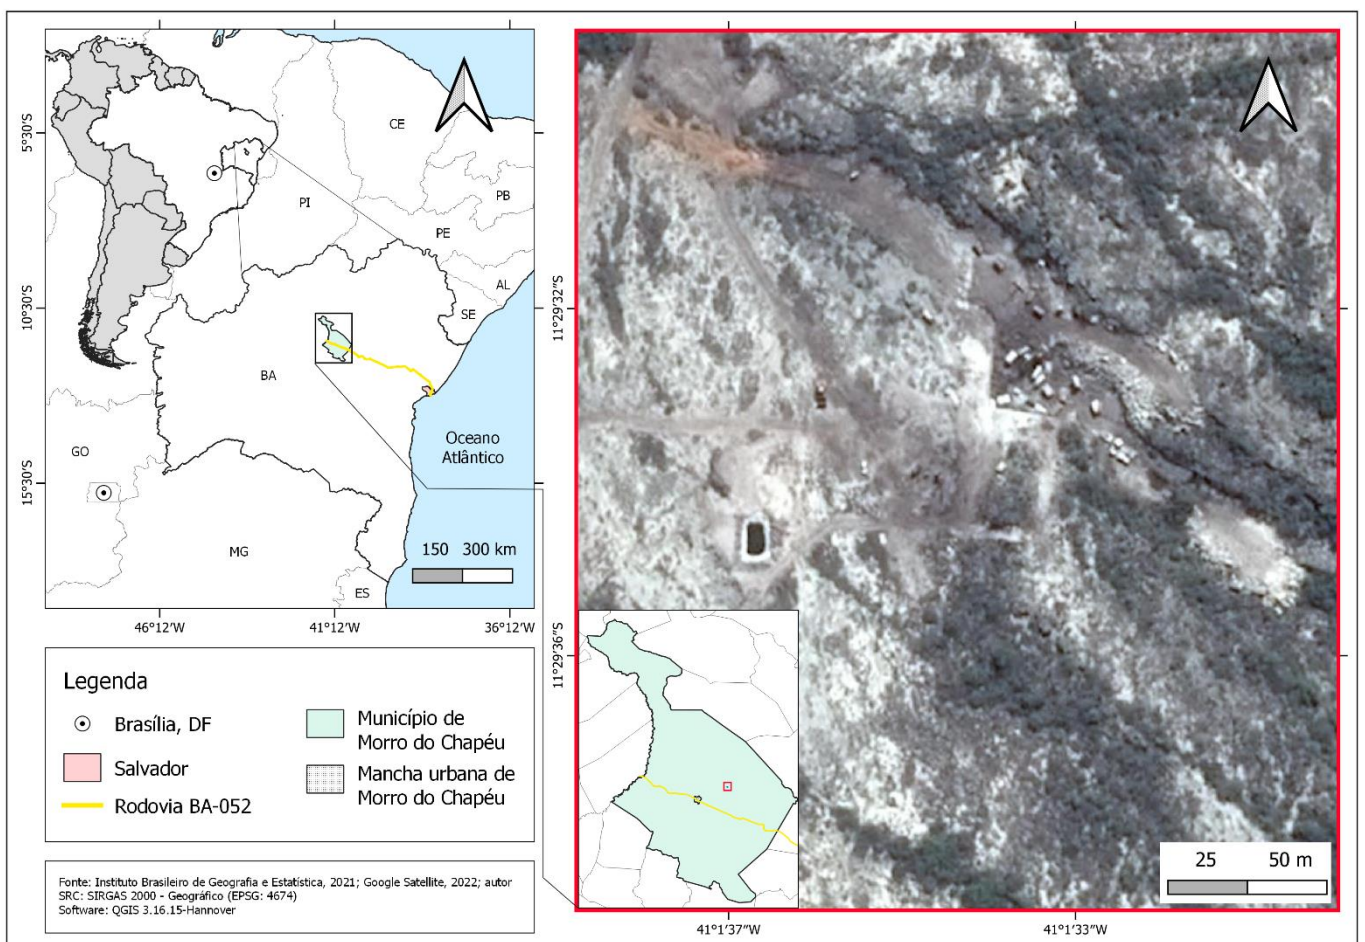 CE
PI
PB
PE
AL
SE
BA
GO
MG
ES
Oceano
Atlântico
150 300 km
5°30'S
10°30'S
15°30'S
46°12'W 41°12'W 36°12'W
Legenda
Brasília, DF
Salvador
Rodovia BA-052
Município de
Morro do Chapéu
Mancha urbana de
Morro do Chapéu
Fonte: Instituto Brasileiro de Geografia e Estatística, 2021; Google Satellite, 2022; autor
SRC: SIRGAS 2000 - Geográfico (EPSG: 4674)
Software: QGIS 3.16.15-Hannover
11°29'32"S
11°29'36"S
25 50 m
41°1'37"W 41°1'33"W